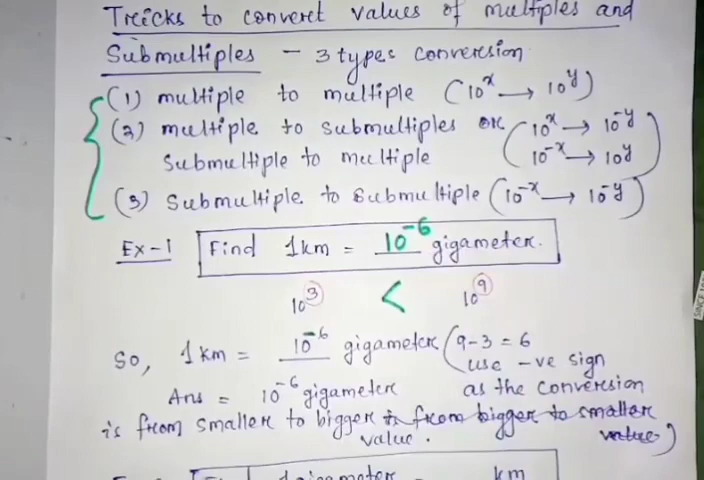 Tricks to convert values of multiples and
Submultiples - 3 types conversion
(1) multiple to multiple (10^x → 10^y)
(2) multiple to submultiples or (10^x → 10^-y
Submultiple to multiple 10^-x → 10^y)
(3) Submultiple to Submultiple (10^-x → 10^-y)
Ex-1 Find 1km = 10^-6 gigameter.
10^3 < 10^9
So, 1km = 10^-6 gigameter (9-3 = 6
use -ve sign
Ans = 10^-6 gigameter as the conversion
is from smaller to bigger is from bigger to smaller
value. value)
km
SINCE